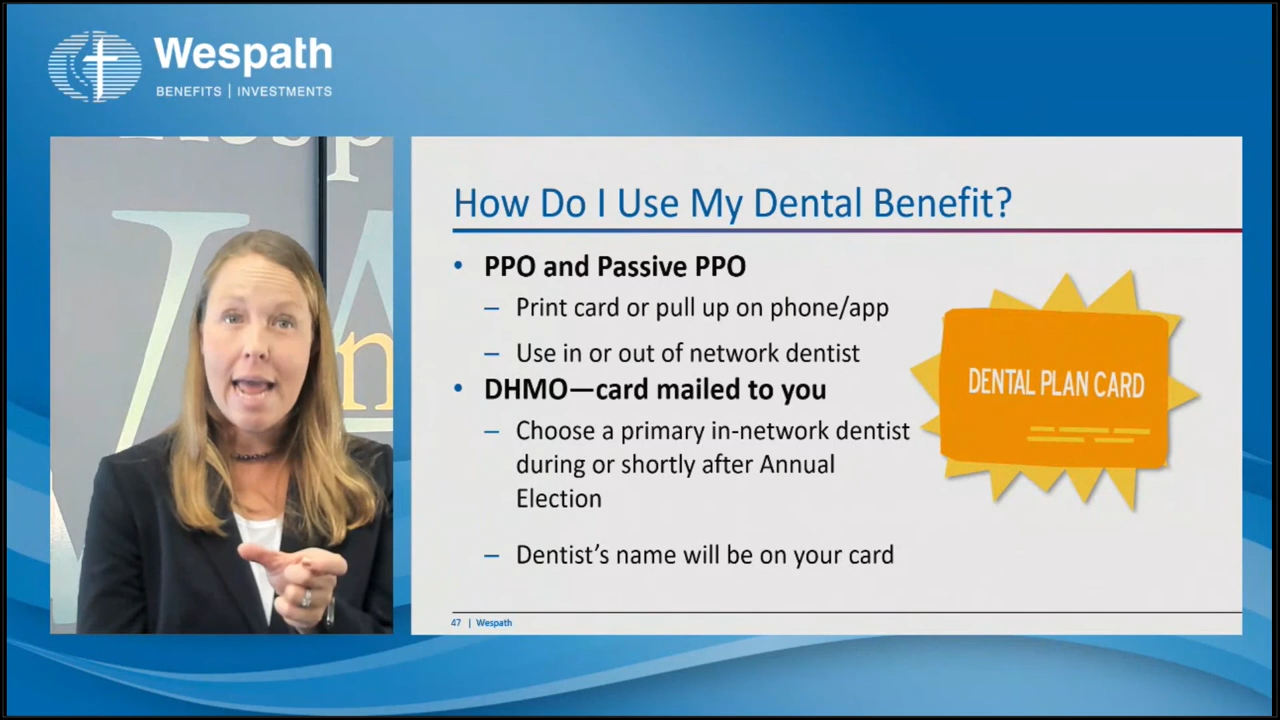 Wespath
BENEFITS | INVESTMENTS
How Do I Use My Dental Benefit?
• PPO and Passive PPO
– Print card or pull up on phone/app
– Use in or out of network dentist
• DHMO—card mailed to you
– Choose a primary in-network dentist
during or shortly after Annual
Election
– Dentist’s name will be on your card
DENTAL PLAN CARD
47 | Wespath